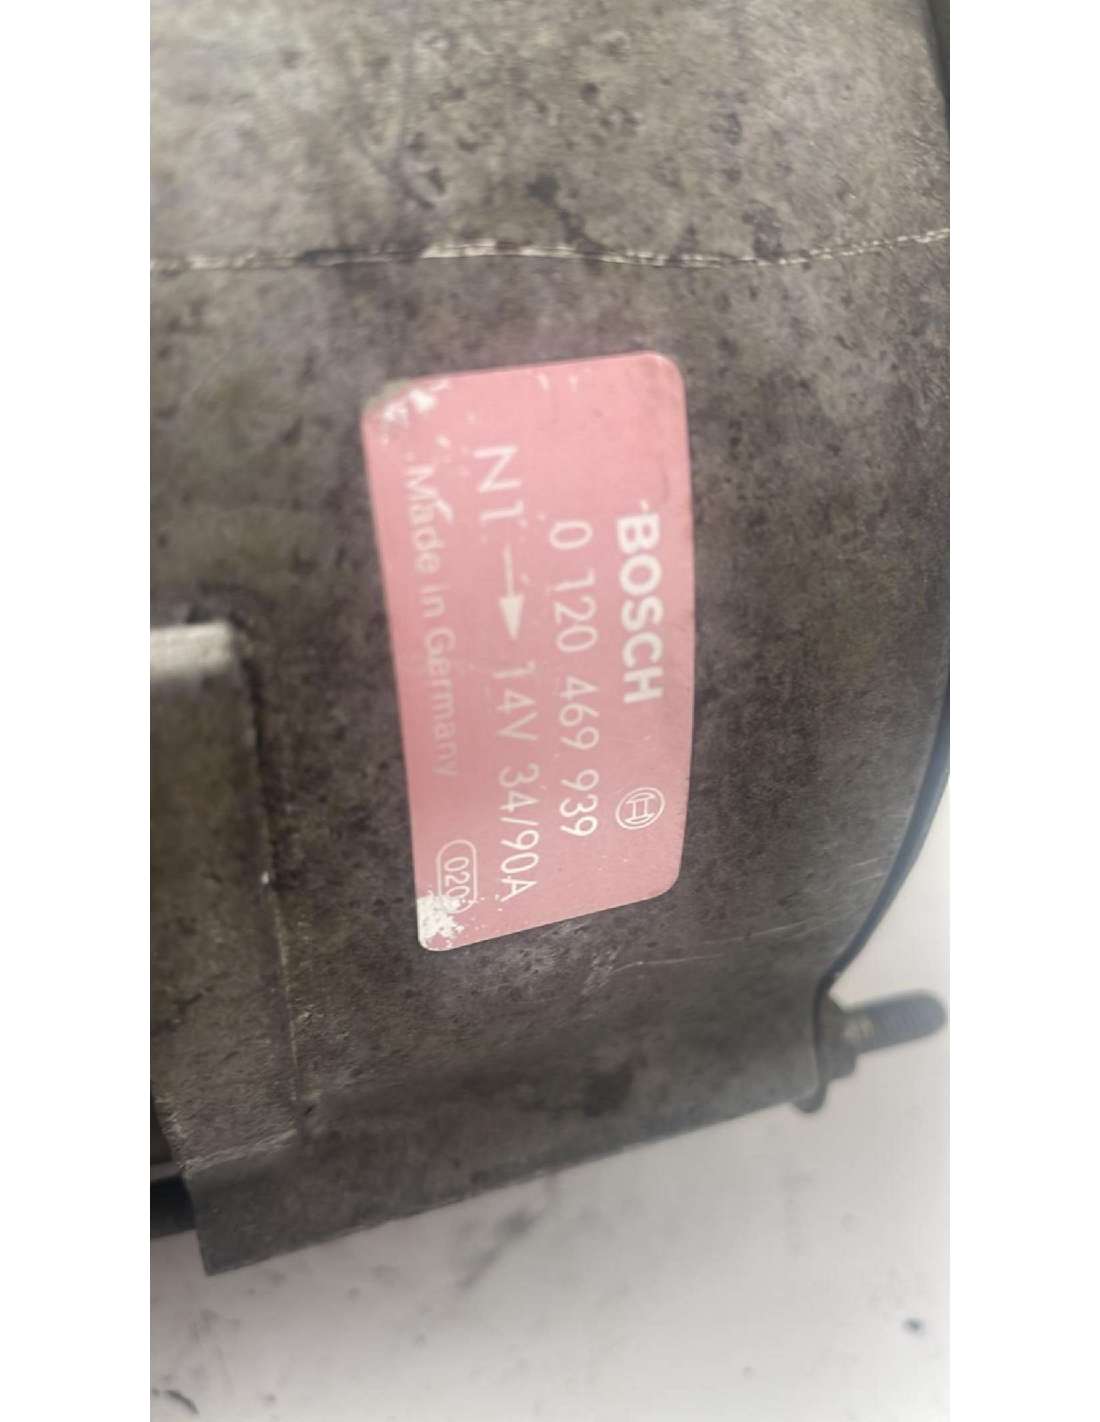 BOSCH
0 120 469 939
N1 → 14V 34/90A
Made in Germany
020